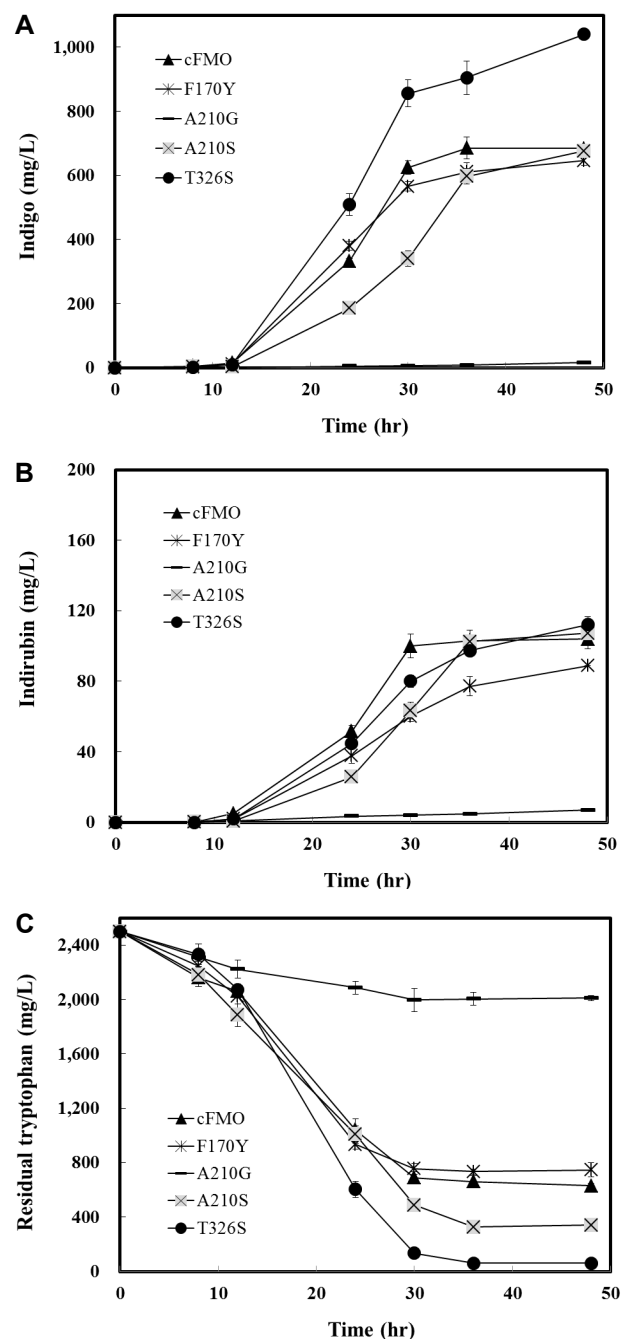 A
Indigo (mg/L)
1,000
800
600
400
200
0
cFMO
F170Y
A210G
A210S
T326S
0 10 20 30 40 50
Time (hr)
B
Indirubin (mg/L)
200
160
120
80
40
0
cFMO
F170Y
A210G
A210S
T326S
0 10 20 30 40 50
Time (hr)
C
Residual tryptophan (mg/L)
2,400
2,000
1,600
1,200
800
400
0
cFMO
F170Y
A210G
A210S
T326S
0 10 20 30 40 50
Time (hr)